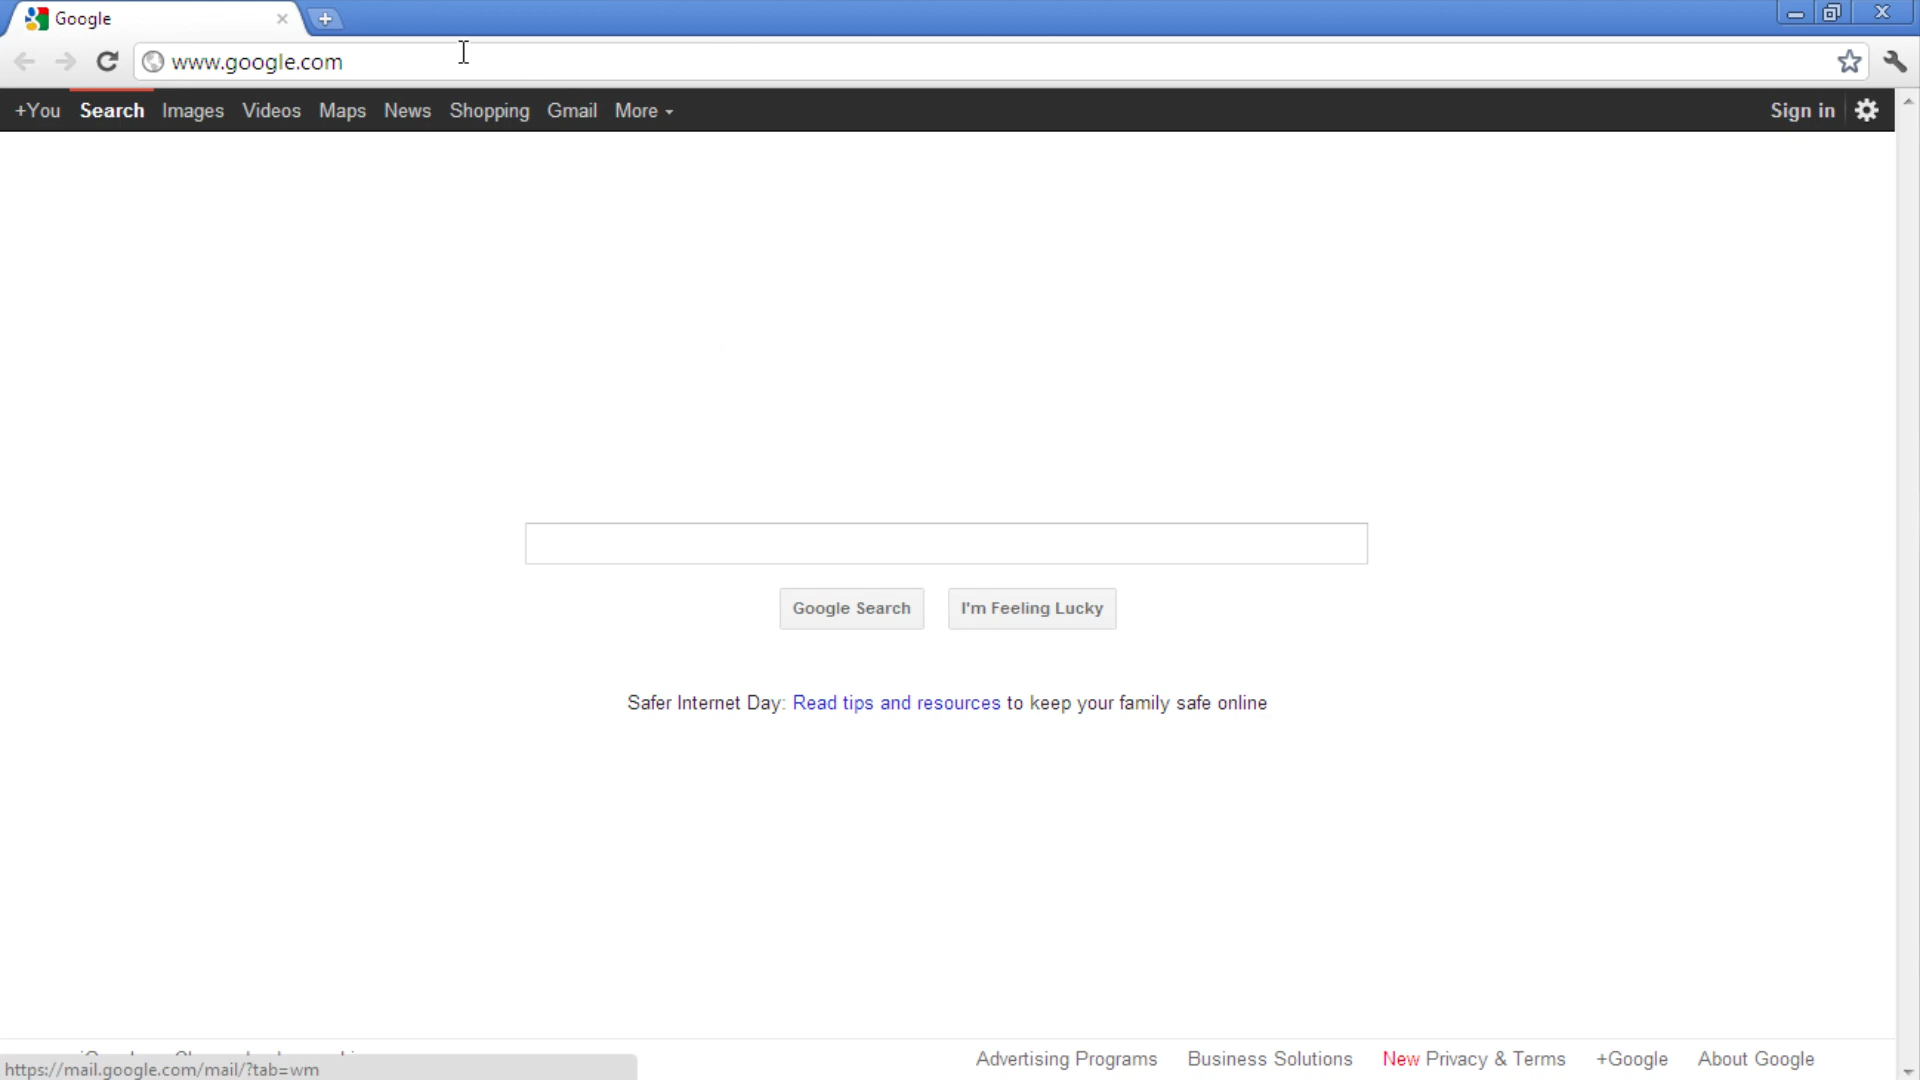 Google
www.google.com
+You Search Images Videos Maps News Shopping Gmail More
Sign in
Google Search
I'm Feeling Lucky
Safer Internet Day: Read tips and resources to keep your family safe online
https://mail.google.com/mail/?tab=wm
Advertising Programs Business Solutions New Privacy & Terms +Google About Google